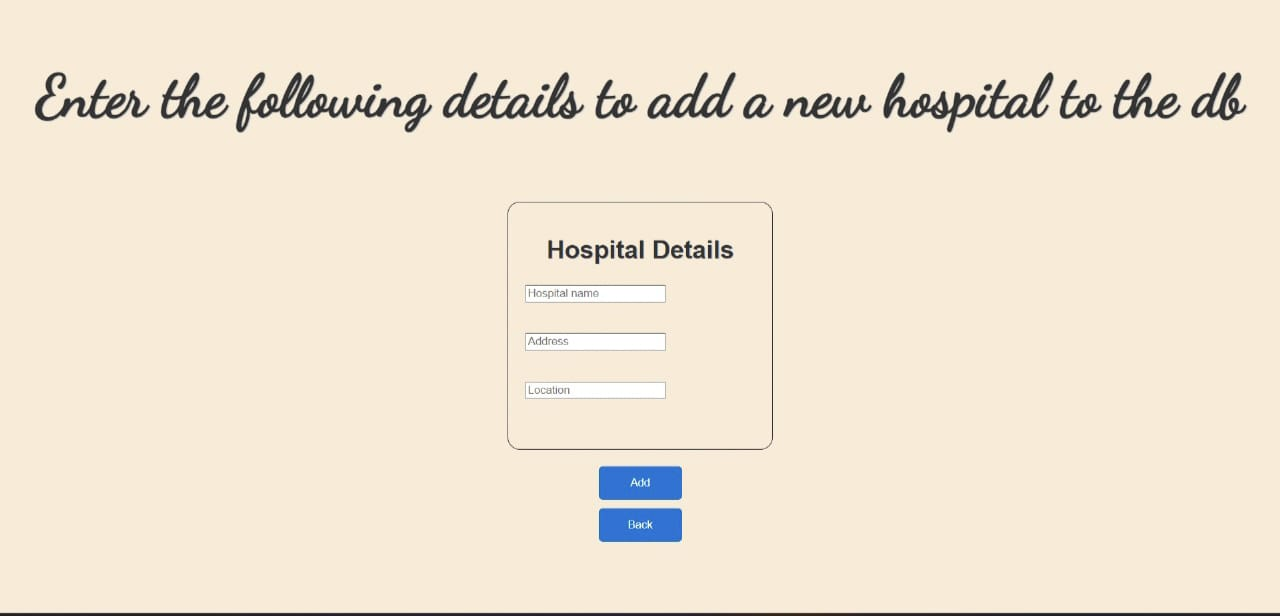 Enter the following details to add a new hospital to the db
Hospital Details
Hospital name
Address
Location
Add
Back